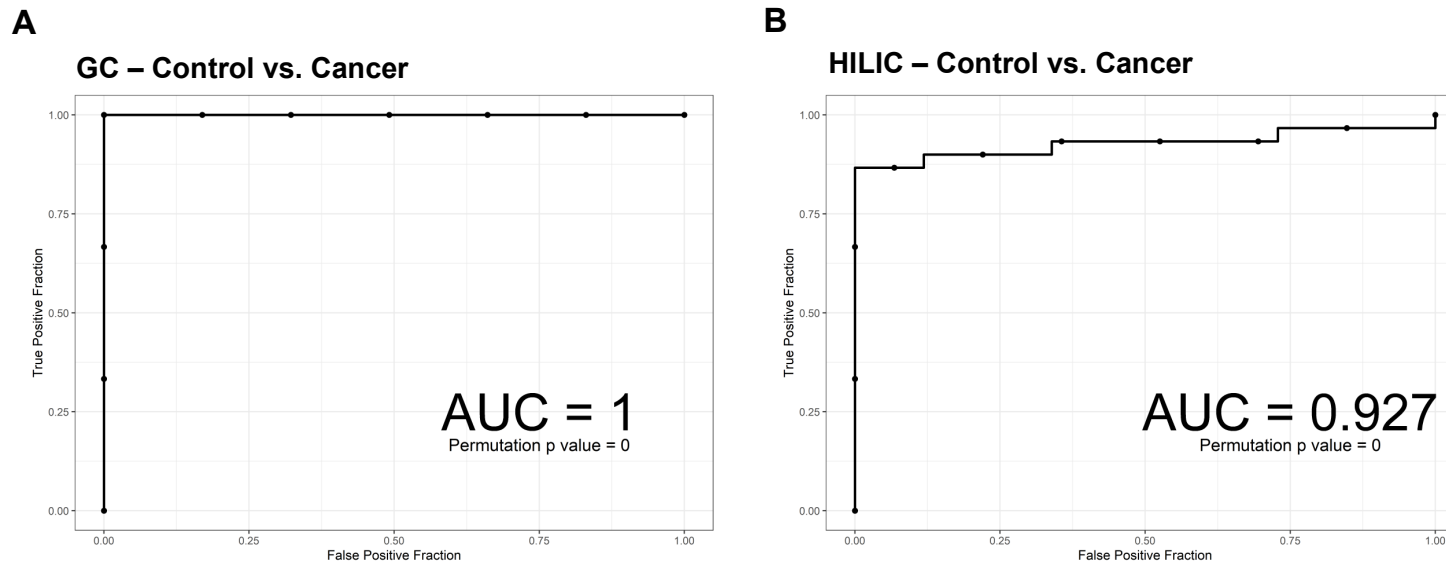 A
GC – Control vs. Cancer
1.00
0.75
0.50
0.25
0.00
True Positive Fraction
AUC = 1
Permutation p value = 0
0.00 0.25 0.50 0.75 1.00
False Positive Fraction
B
HILIC – Control vs. Cancer
1.00
0.75
0.50
0.25
0.00
True Positive Fraction
AUC = 0.927
Permutation p value = 0
0.00 0.25 0.50 0.75 1.00
False Positive Fraction